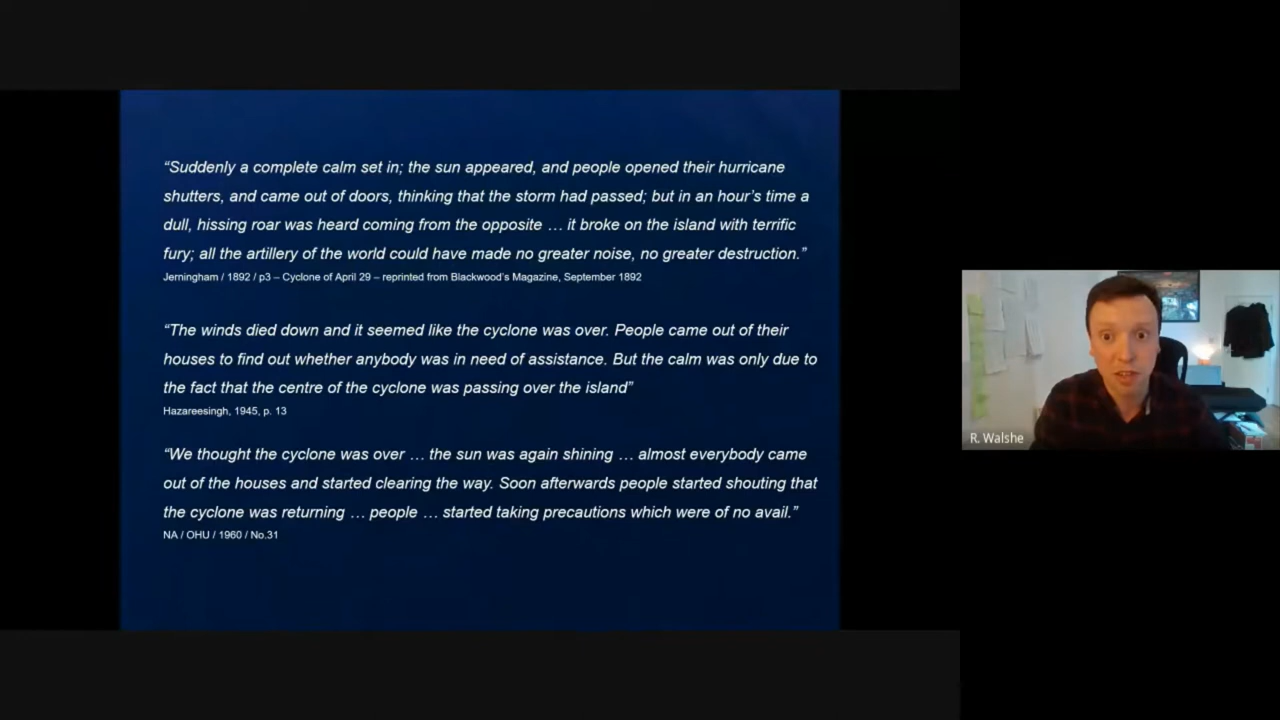 “Suddenly a complete calm set in; the sun appeared, and people opened their hurricane
shutters, and came out of doors, thinking that the storm had passed; but in an hour’s time a
dull, hissing roar was heard coming from the opposite … it broke on the island with terrific
fury; all the artillery of the world could have made no greater noise, no greater destruction.”
Jerningham / 1892 / p3 – Cyclone of April 29 – reprinted from Blackwood’s Magazine, September 1892
“The winds died down and it seemed like the cyclone was over. People came out of their
houses to find out whether anybody was in need of assistance. But the calm was only due to
the fact that the centre of the cyclone was passing over the island”
Hazareesingh, 1945, p. 13
“We thought the cyclone was over … the sun was again shining … almost everybody came
out of the houses and started clearing the way. Soon afterwards people started shouting that
the cyclone was returning … people … started taking precautions which were of no avail.”
NA / OHU / 1960 / No.31
R. Walshe